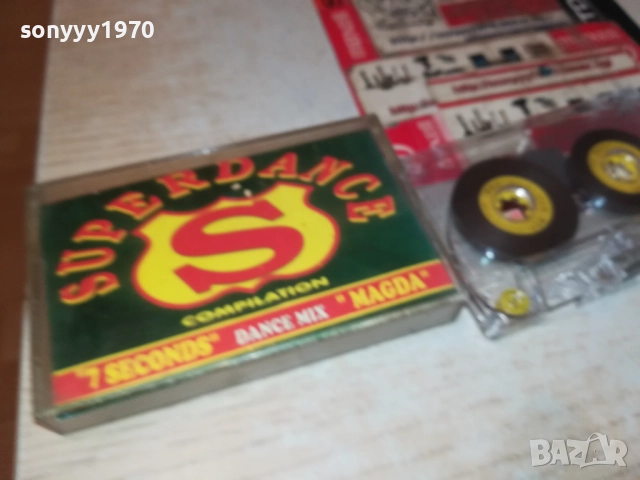 sonyyy1970
SUPERDANCE
S
COMPILATION
"7 SECONDS" DANCE MIX "MAGDA"
BAZAR